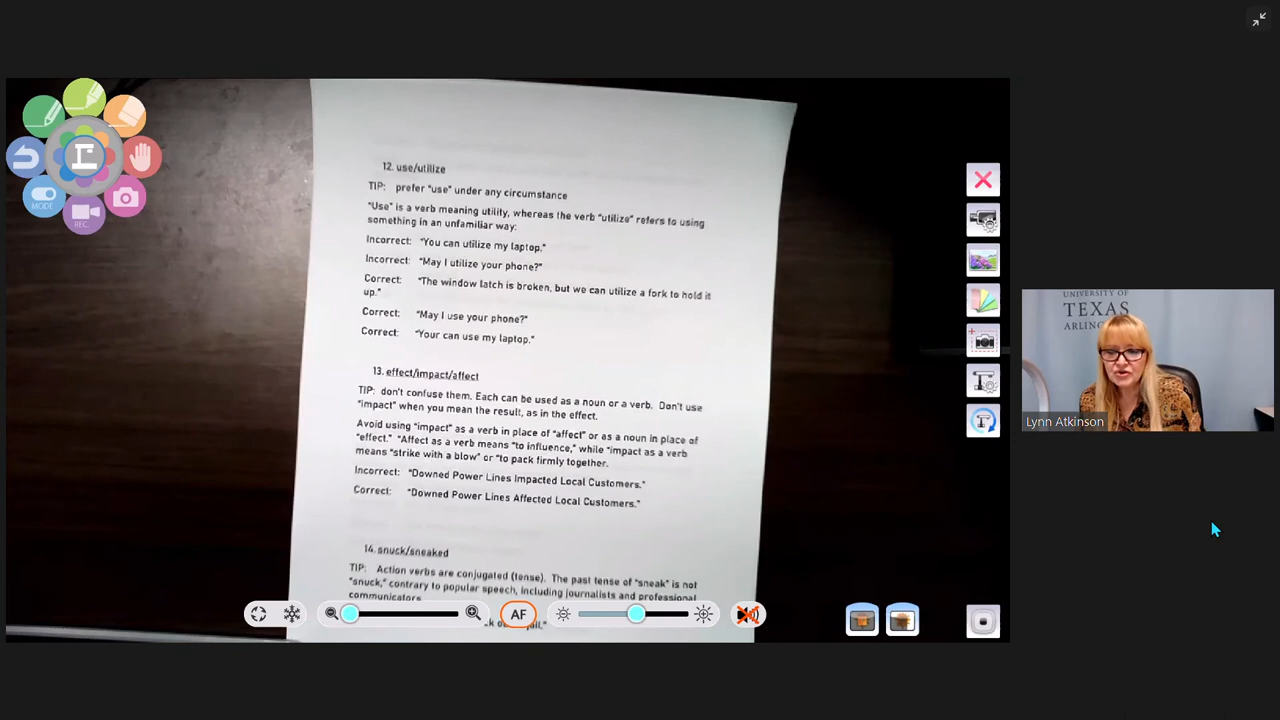 12. use/utilize
TIP: prefer "use" under any circumstance
"Use" is a verb meaning utility, whereas the verb "utilize" refers to using
something in an unfamiliar way:
Incorrect: "You can utilize my laptop."
Incorrect: "May I utilize your phone?"
Correct: "The window latch is broken, but we can utilize a fork to hold it
up."
Correct: "May I use your phone?"
Correct: "Your can use my laptop."
13. effect/impact/affect
TIP: don't confuse them. Each can be used as a noun or a verb. Don't use
"impact" when you mean the result, as in the effect.
Avoid using "impact" as a verb in place of "affect" or as a noun in place of
"effect." "Affect as a verb means "to influence," while "impact as a verb
means "strike with a blow" or "to pack firmly together.
Incorrect: "Downed Power Lines Impacted Local Customers."
Correct: "Downed Power Lines Affected Local Customers."
14. snuck/sneaked
TIP: Action verbs are conjugated (tense). The past tense of "sneak" is not
"snuck," contrary to popular speech, including journalists and professional
communicators
MODE
REC.
AF
UNIVERSITY OF
TEXAS
Lynn Atkinson